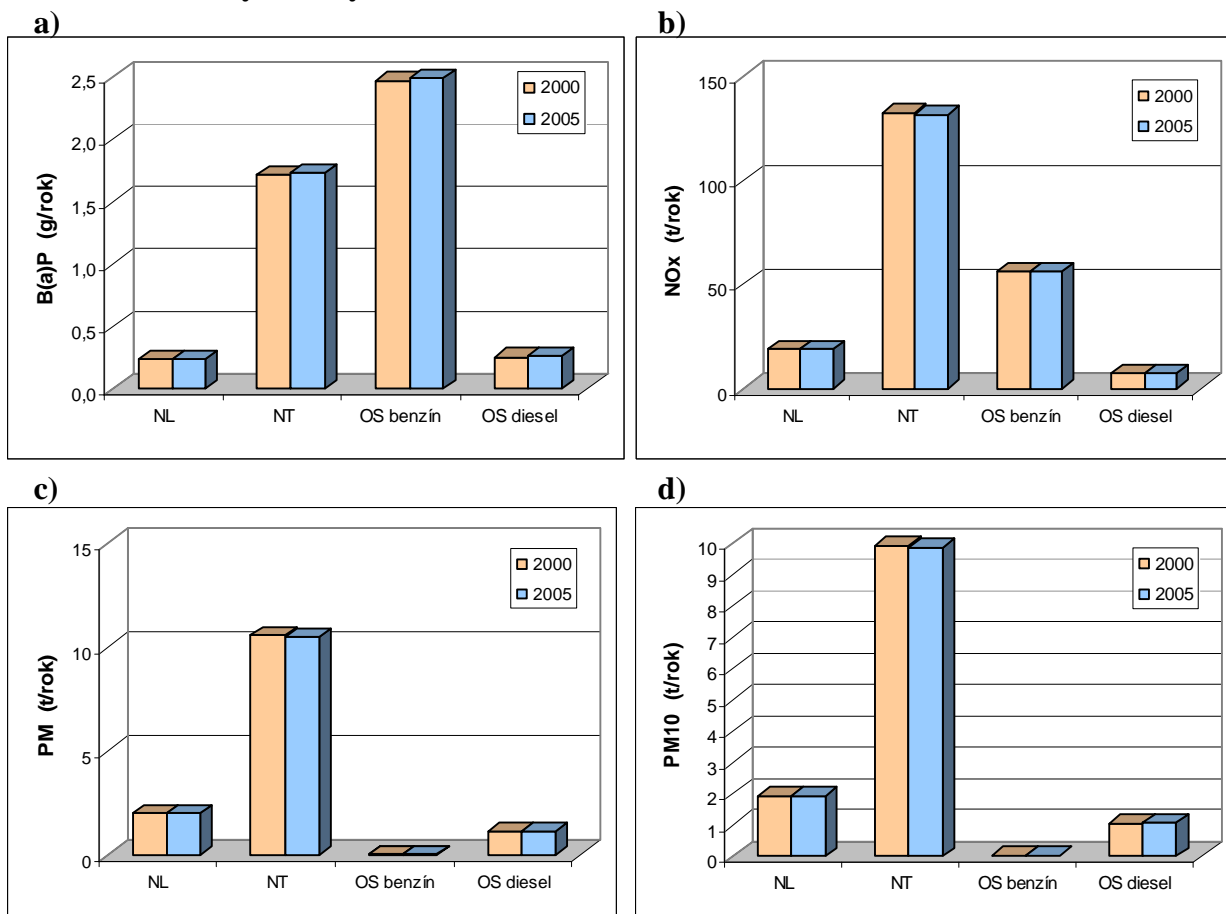 a)
B(a)P (g/rok)
2,5
2,0
1,5
1,0
0,5
0,0
2000
2005
NL NT OS benzín OS diesel
b)
NOx (t/rok)
150
100
50
0
2000
2005
NL NT OS benzín OS diesel
c)
PM (t/rok)
15
10
5
0
2000
2005
NL NT OS benzín OS diesel
d)
PM10 (t/rok)
10
9
8
7
6
5
4
3
2
1
0
2000
2005
NL NT OS benzín OS diesel